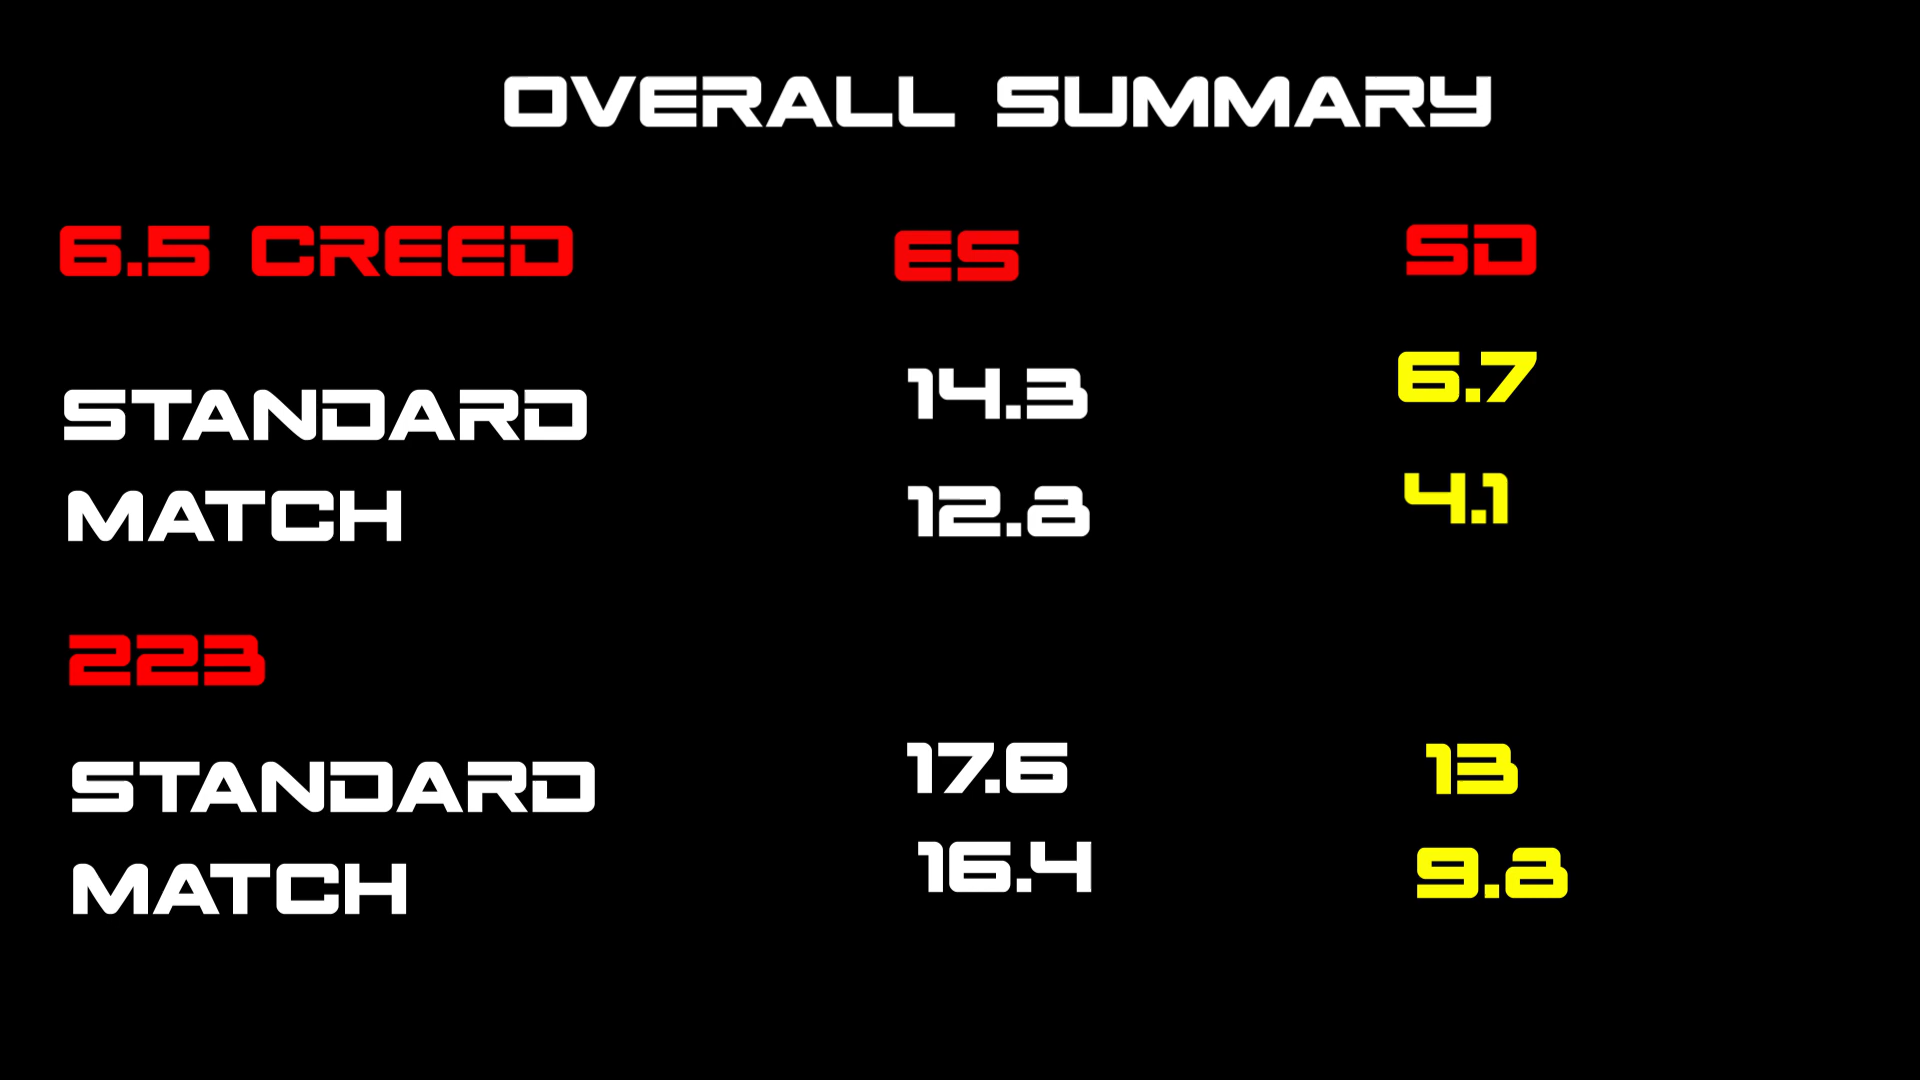 OVERALL SUMMARY
6.5 CREED ES SD
STANDARD 14.3 6.7
MATCH 12.8 4.1
223
STANDARD 17.6 13
MATCH 16.4 9.8